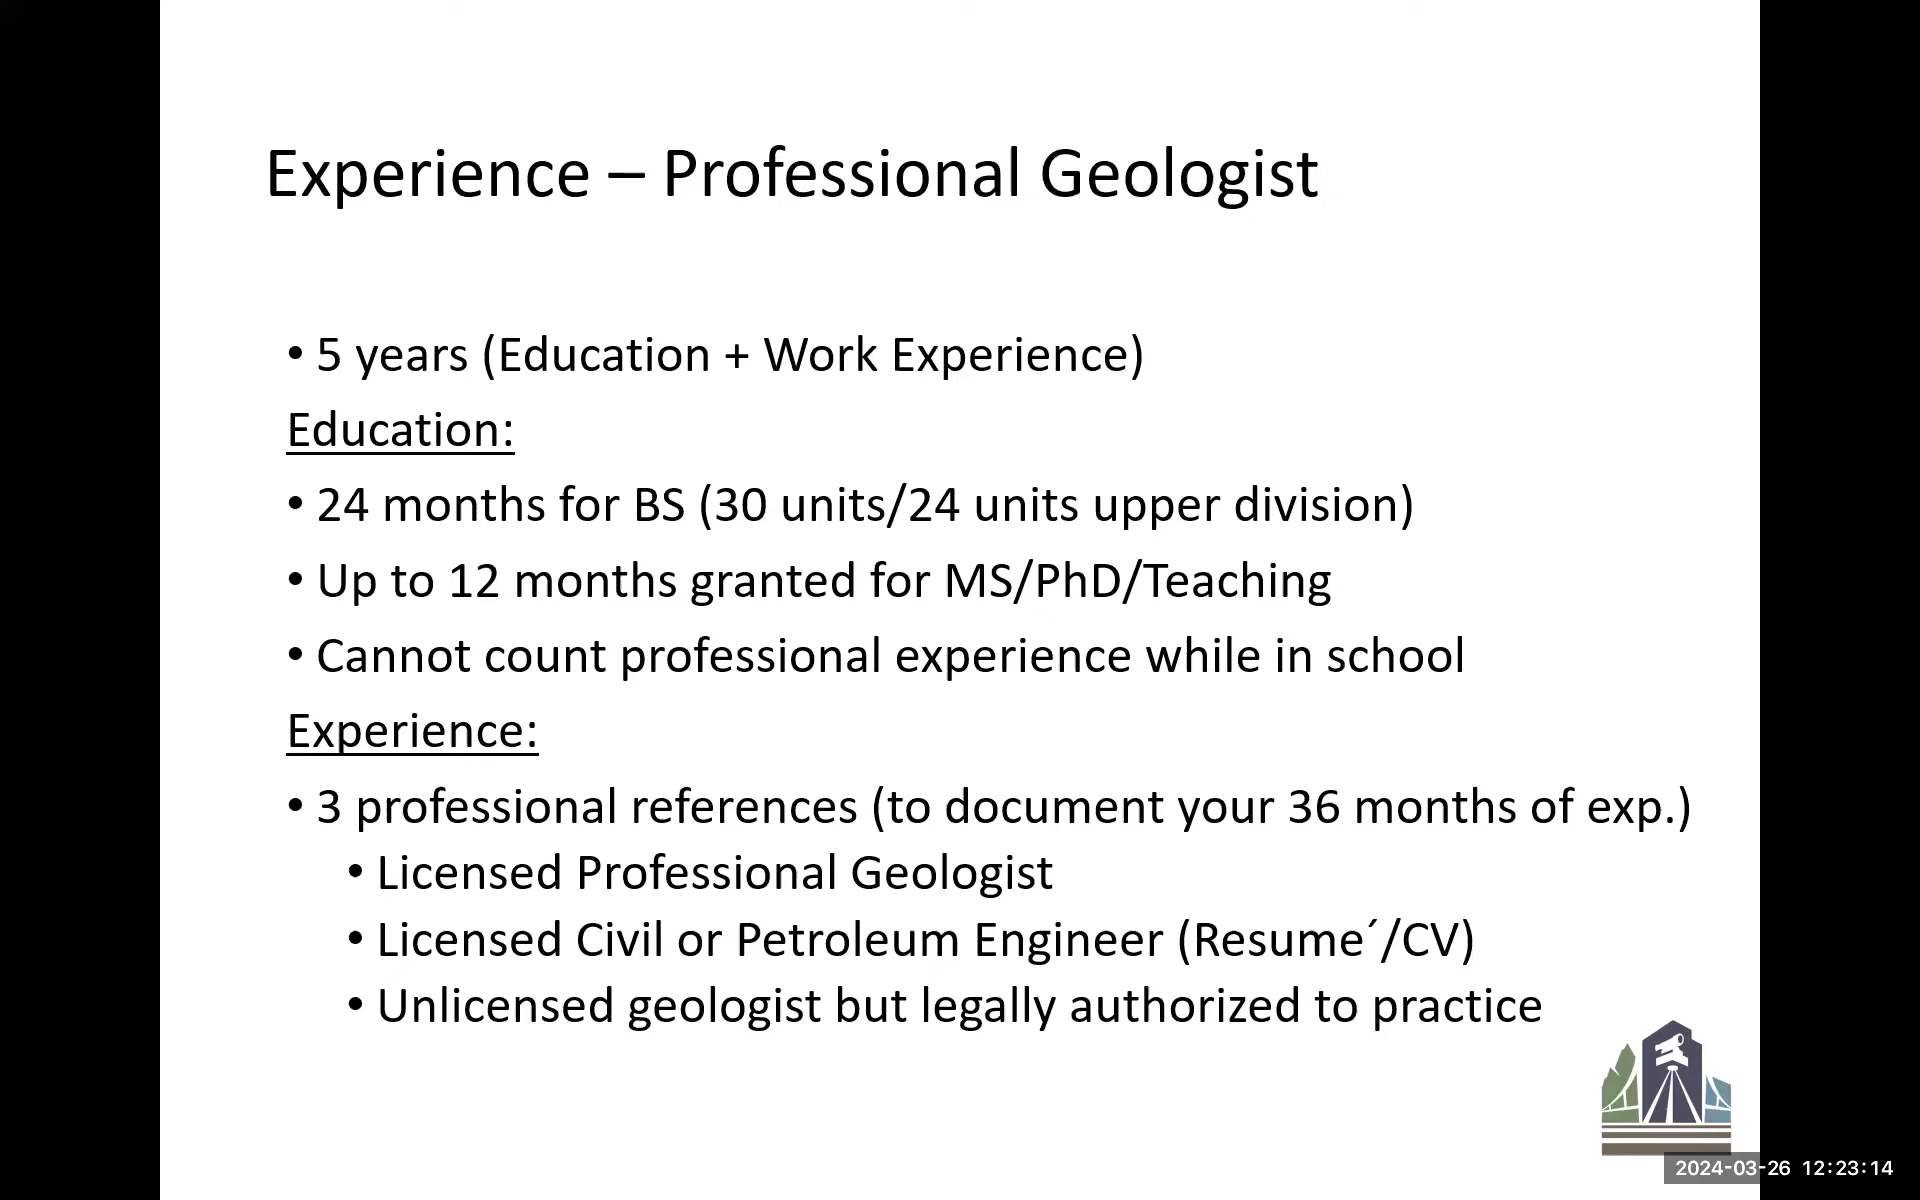 Experience – Professional Geologist
• 5 years (Education + Work Experience)
Education:
• 24 months for BS (30 units/24 units upper division)
• Up to 12 months granted for MS/PhD/Teaching
• Cannot count professional experience while in school
Experience:
• 3 professional references (to document your 36 months of exp.)
• Licensed Professional Geologist
• Licensed Civil or Petroleum Engineer (Resume´/CV)
• Unlicensed geologist but legally authorized to practice
2024-03-26 12:23:14